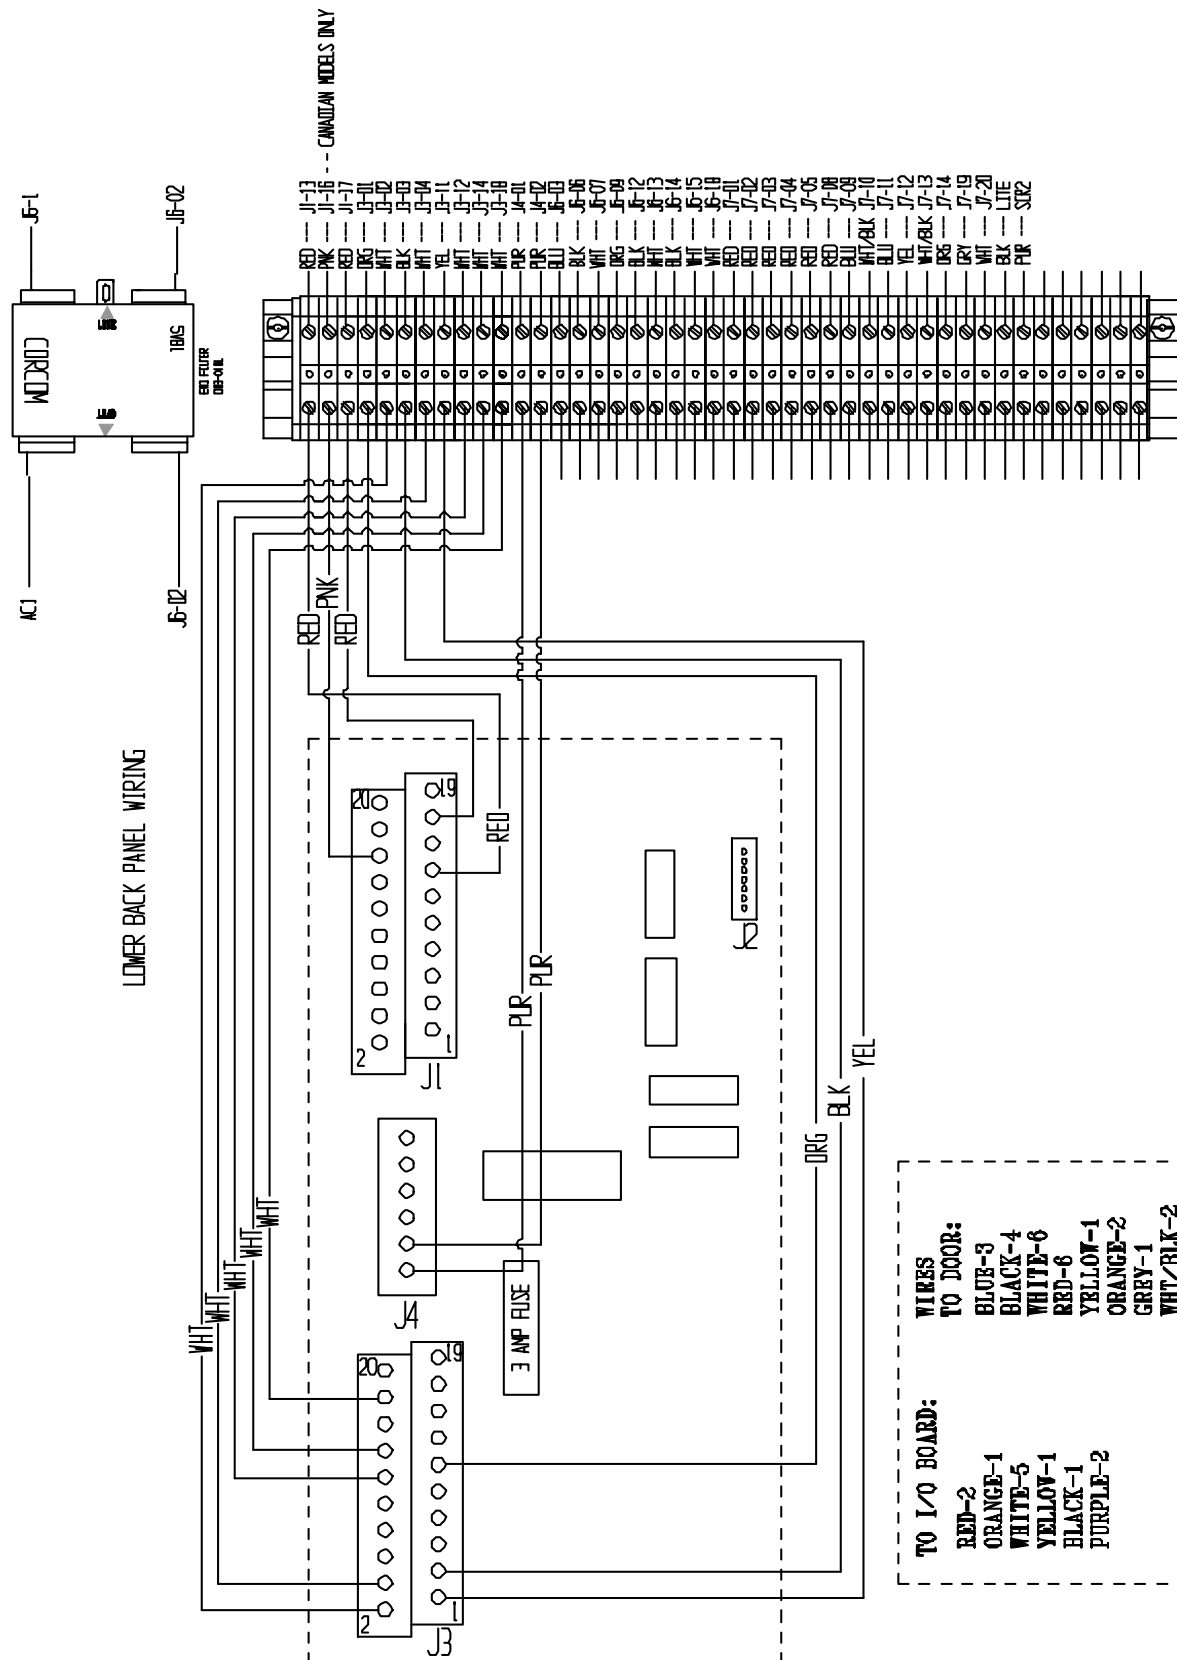 J6-1
J6-02
CORCOM
LINE
LOAD
5VB1
EMI FILTER
AC1
J6-02
CANADIAN MODELS ONLY
RED ---- J1-13
PNK ---- J1-16
RED ---- J1-17
ORG ---- J3-01
WHT ---- J3-02
BLK ---- J3-03
WHT ---- J3-04
YEL ---- J3-11
WHT ---- J3-12
WHT ---- J3-14
WHT ---- J3-18
PUR ---- J4-01
PUR ---- J4-02
BLU ---- J6-03
BLK ---- J6-06
WHT ---- J6-07
ORG ---- J6-09
BLK ---- J6-12
WHT ---- J6-13
BLK ---- J6-14
WHT ---- J6-15
WHT ---- J6-18
RED ---- J7-01
RED ---- J7-02
RED ---- J7-03
RED ---- J7-04
RED ---- J7-05
RED ---- J7-08
BLU ---- J7-09
WHT/BLK J7-10
BLU ---- J7-11
YEL ---- J7-12
WHT/BLK J7-13
ORG ---- J7-14
GRY ---- J7-19
WHT ---- J7-20
BLK ---- LITE
PUR ---- SCR2
RED
PNK
RED
LOWER BACK PANEL WIRING
20
19
RED
2
1
J1
J2
PUR
PUR
YEL
BLK
ORG
WHT
WHT
WHT
WHT
WHT
J4
3 AMP FUSE
20
19
2
1
J3
WIRES
TO DOOR:
BLUE-3
BLACK-4
WHITE-6
RED-6
YELLOW-1
ORANGE-2
GREY-1
WHT/BLK-2
TO I/O BOARD:
RED-2
ORANGE-1
WHITE-5
YELLOW-1
BLACK-1
PURPLE-2